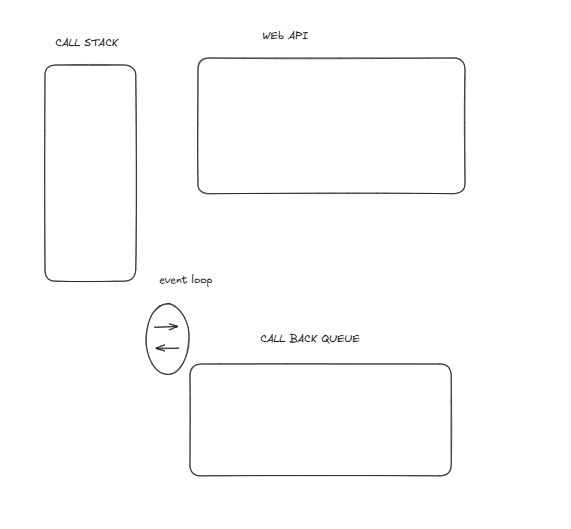 WEb API
CALL STACK
event loop
CALL BACK QUEUE